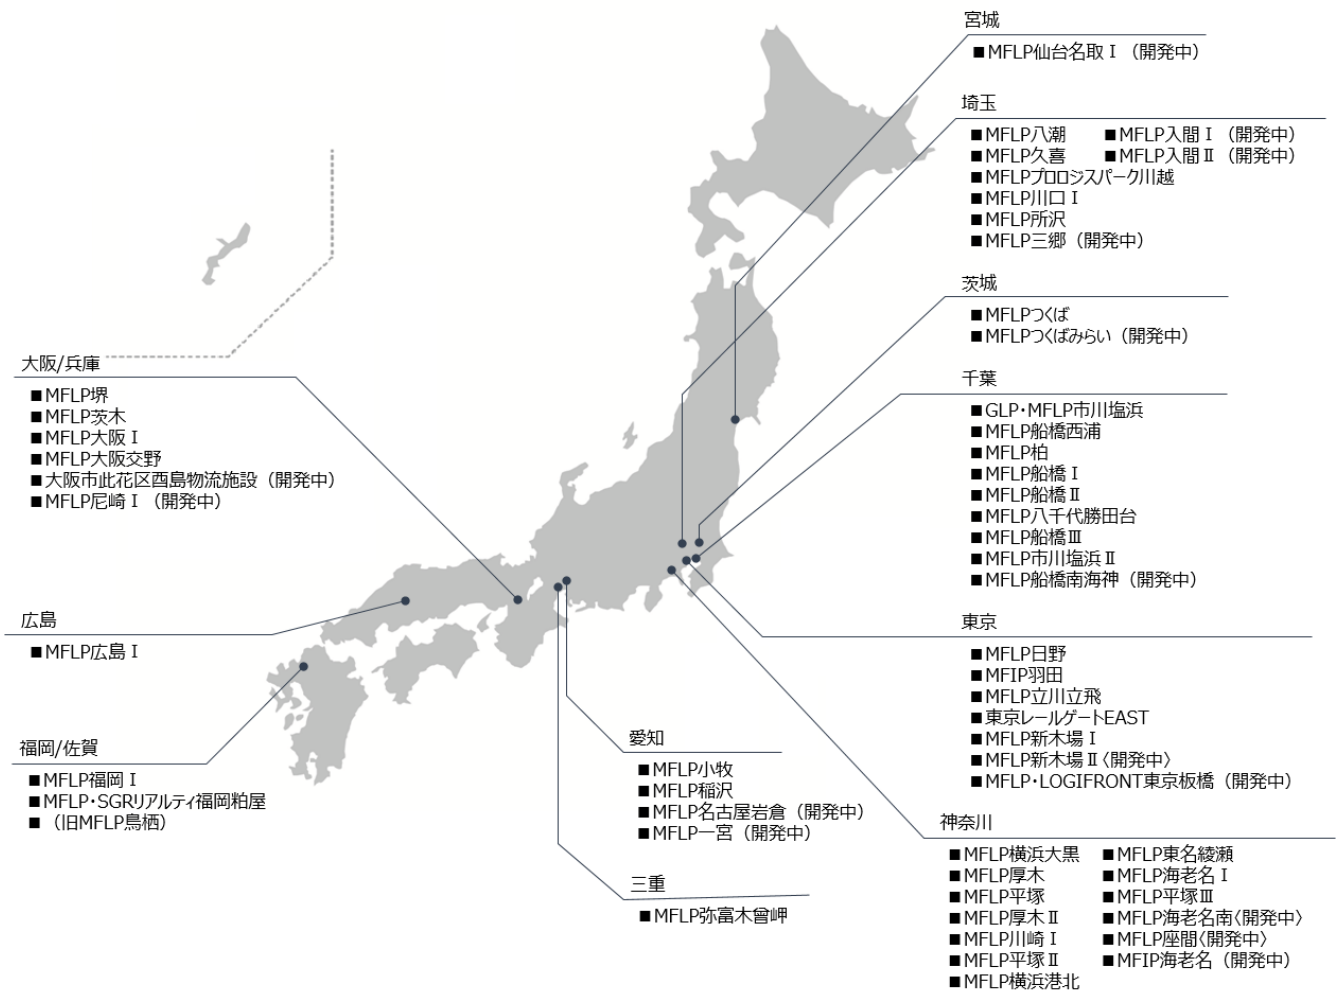 宮城
■MFLP仙台名取Ⅰ（開発中）
埼玉
■MFLP八潮 ■MFLP入間Ⅰ（開発中）
■MFLP久喜 ■MFLP入間Ⅱ（開発中）
■MFLPプロロジスパーク川越
■MFLP川口Ⅰ
■MFLP所沢
■MFLP三郷（開発中）
茨城
■MFLPつくば
■MFLPつくばみらい（開発中）
千葉
■GLP・MFLP市川塩浜
■MFLP船橋西浦
■MFLP柏
■MFLP船橋Ⅰ
■MFLP船橋Ⅱ
■MFLP八千代勝田台
■MFLP船橋Ⅲ
■MFLP市川塩浜Ⅱ
■MFLP船橋南海神（開発中）
東京
■MFLP日野
■MFIP羽田
■MFLP立川立飛
■東京レールゲートEAST
■MFLP新木場Ⅰ
■MFLP新木場Ⅱ〈開発中〉
■MFLP・LOGIFRONT東京板橋（開発中）
神奈川
■MFLP横浜大黒 ■MFLP東名綾瀬
■MFLP厚木 ■MFLP海老名Ⅰ
■MFLP平塚 ■MFLP平塚Ⅲ
■MFLP厚木Ⅱ ■MFLP海老名南〈開発中〉
■MFLP川崎Ⅰ ■MFLP座間〈開発中〉
■MFLP平塚Ⅱ ■MFIP海老名（開発中）
■MFLP横浜港北
大阪/兵庫
■MFLP堺
■MFLP茨木
■MFLP大阪Ⅰ
■MFLP大阪交野
■大阪市此花区酉島物流施設（開発中）
■MFLP尼崎Ⅰ（開発中）
広島
■MFLP広島Ⅰ
福岡/佐賀
■MFLP福岡Ⅰ
■MFLP・SGRリアルティ福岡粕屋
■（旧MFLP鳥栖）
愛知
■MFLP小牧
■MFLP稲沢
■MFLP名古屋岩倉（開発中）
■MFLP一宮（開発中）
三重
■MFLP弥富木曾岬